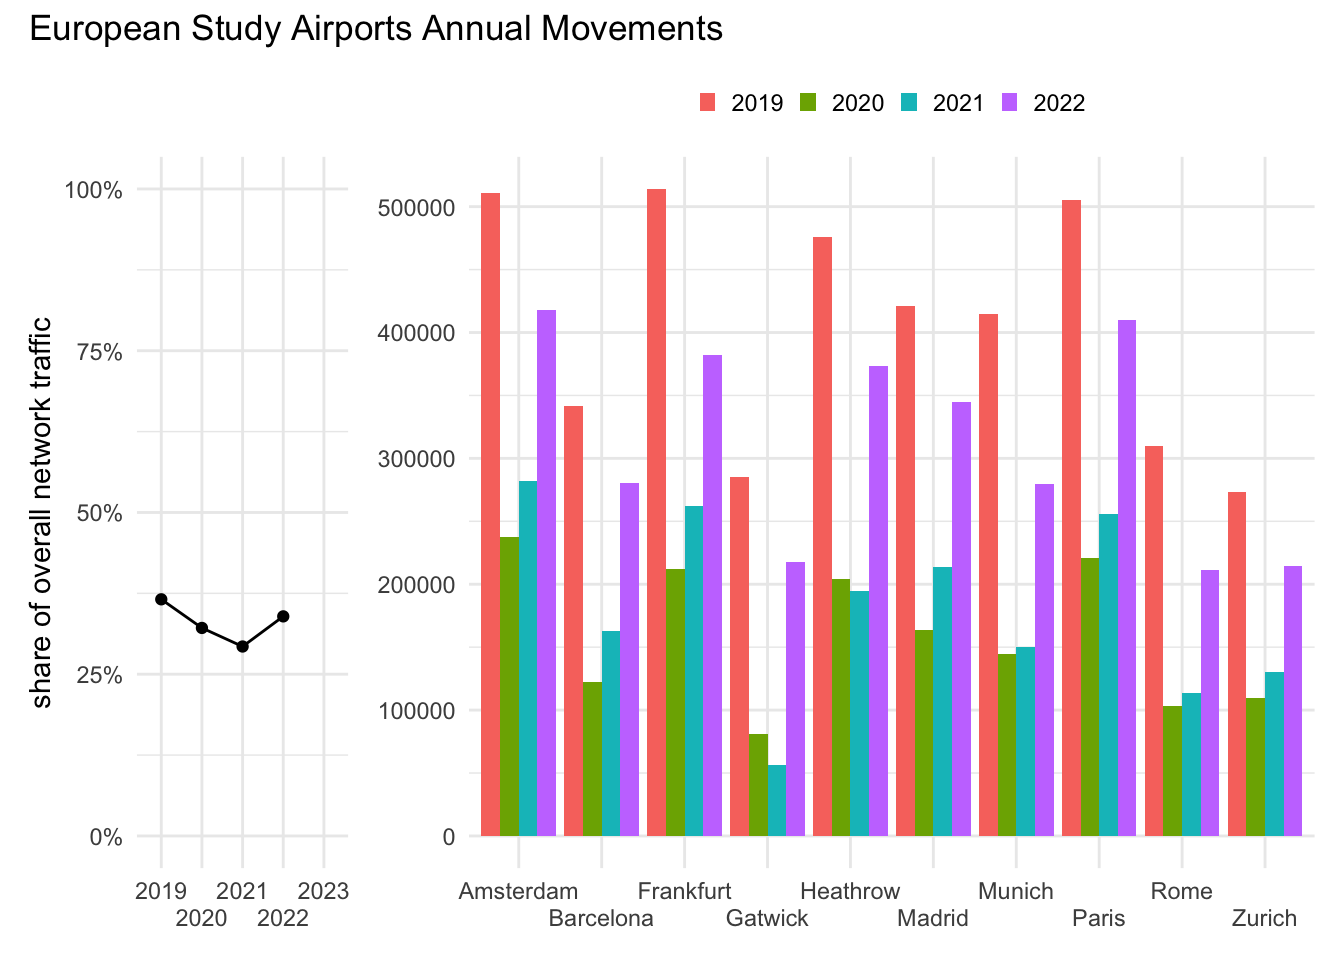 European Study Airports Annual Movements
2019 2020 2021 2022
share of overall network traffic
100%
75%
50%
25%
0%
2019 2021 2023
2020 2022
500000
400000
300000
200000
100000
0
Amsterdam Frankfurt Heathrow Munich Rome
Barcelona Gatwick Madrid Paris Zurich